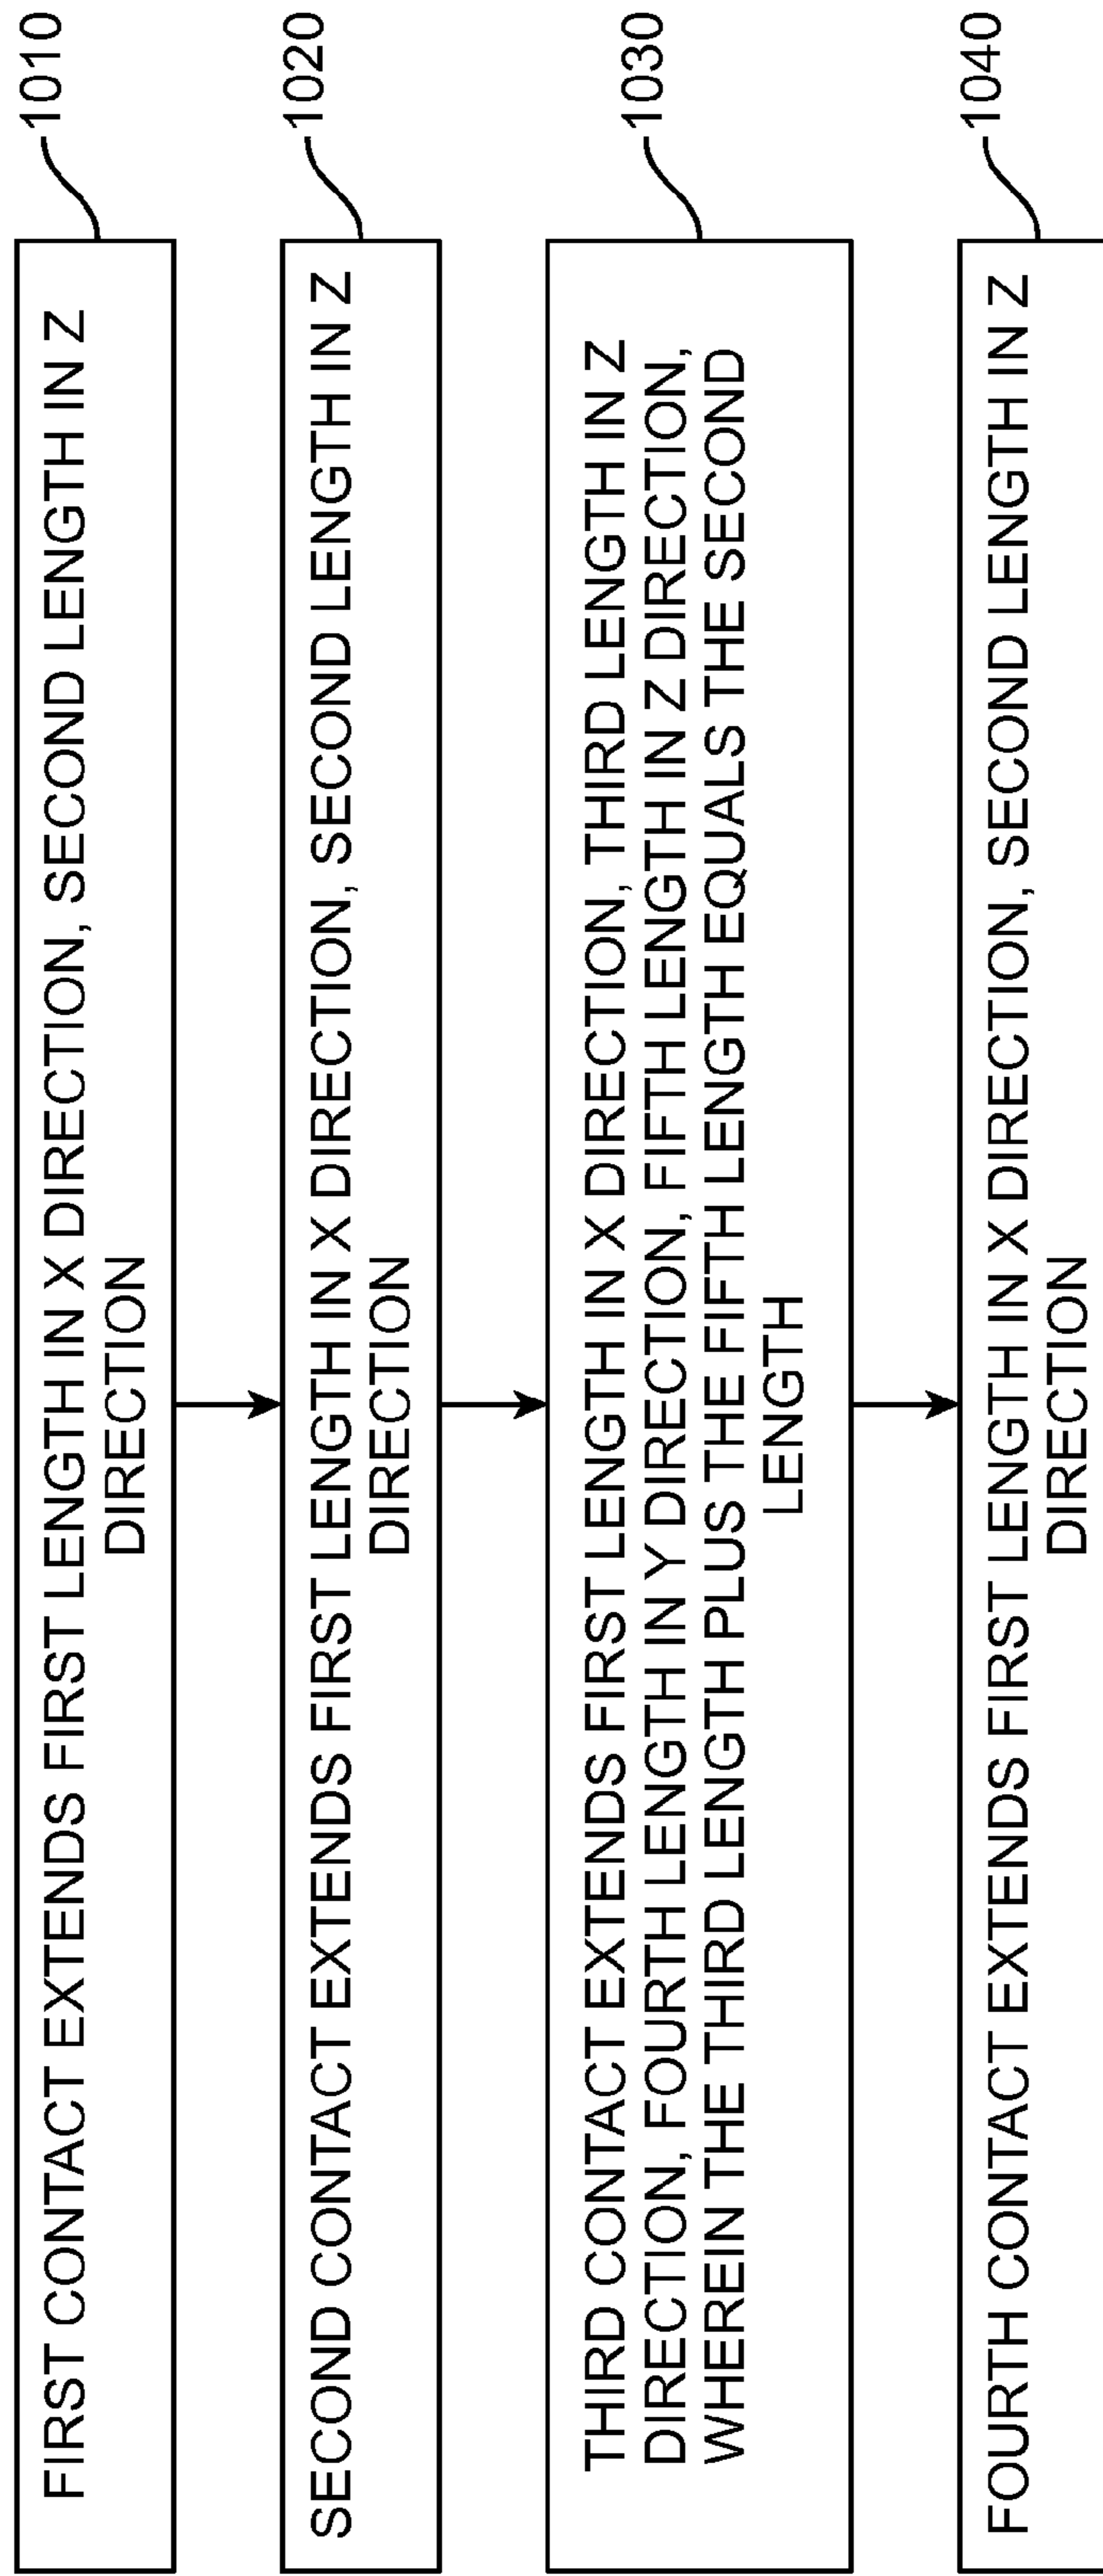 FIRST CONTACT EXTENDS FIRST LENGTH IN X DIRECTION, SECOND LENGTH IN Z
DIRECTION
1010
SECOND CONTACT EXTENDS FIRST LENGTH IN X DIRECTION, SECOND LENGTH IN Z
DIRECTION
1020
THIRD CONTACT EXTENDS FIRST LENGTH IN X DIRECTION, THIRD LENGTH IN Z
DIRECTION, FOURTH LENGTH IN Y DIRECTION, FIFTH LENGTH IN Z DIRECTION,
WHEREIN THE THIRD LENGTH PLUS THE FIFTH LENGTH EQUALS THE SECOND
LENGTH
1030
FOURTH CONTACT EXTENDS FIRST LENGTH IN X DIRECTION, SECOND LENGTH IN Z
DIRECTION
1040